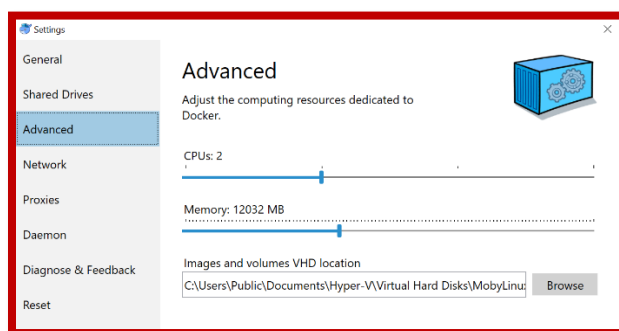 Settings
General
Shared Drives
Advanced
Network
Proxies
Daemon
Diagnose & Feedback
Reset
Advanced
Adjust the computing resources dedicated to
Docker.
CPUs: 2
Memory: 12032 MB
Images and volumes VHD location
C:\Users\Public\Documents\Hyper-V\Virtual Hard Disks\MobyLinu
Browse